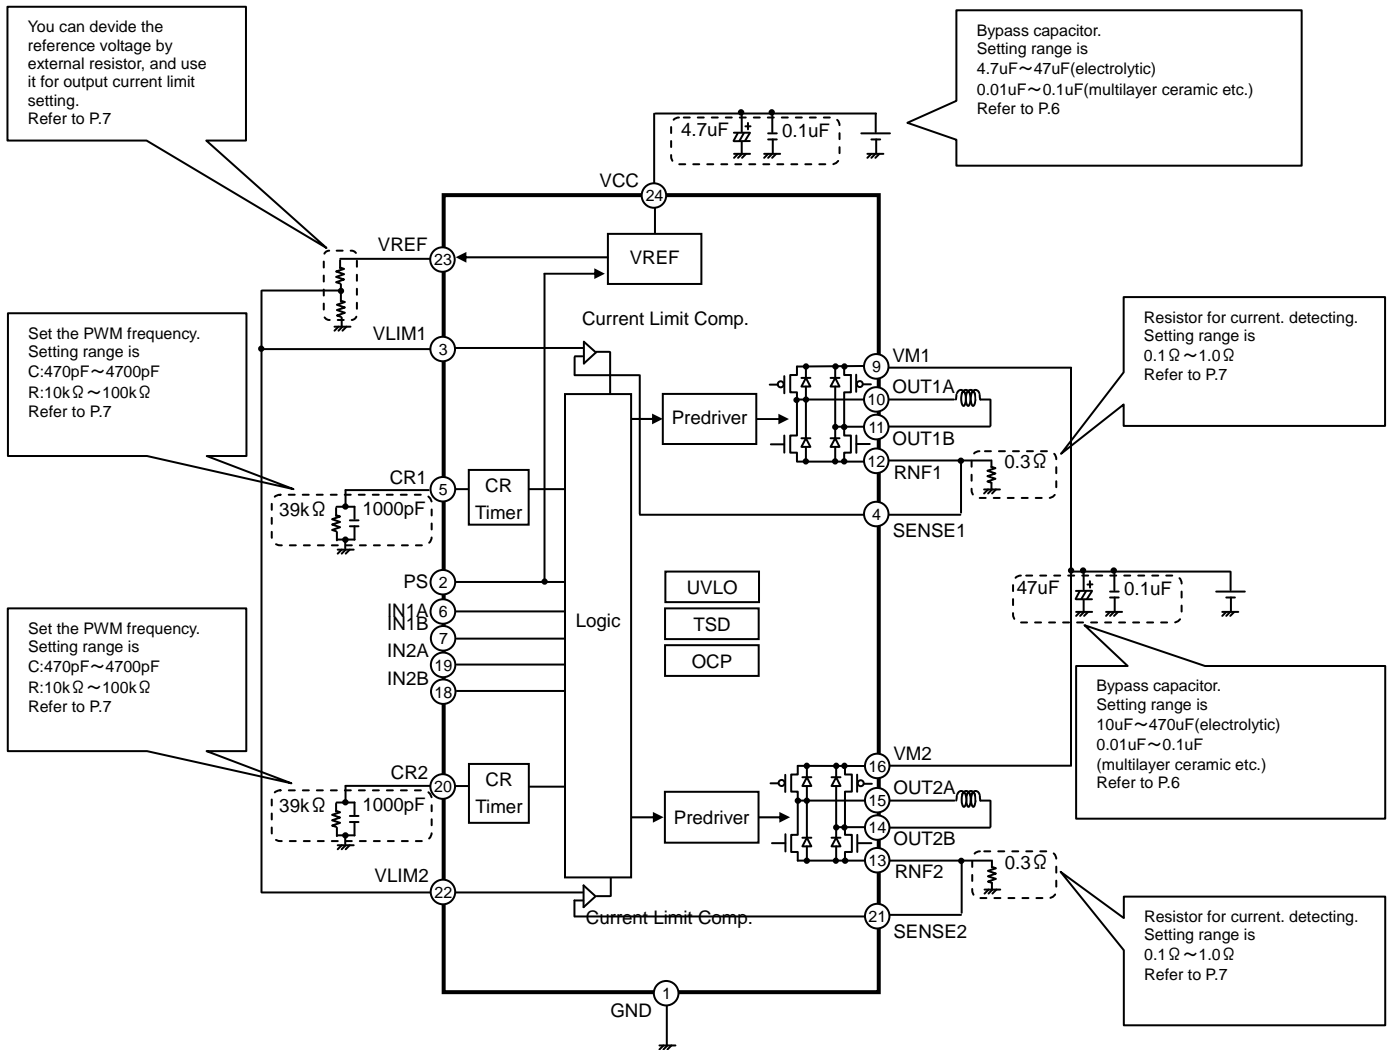 You can devide the
reference voltage by
external resistor, and use
it for output current limit
setting.
Refer to P.7
Bypass capacitor.
Setting range is
4.7uF～47uF(electrolytic)
0.01uF～0.1uF(multilayer ceramic etc.)
Refer to P.6
4.7uF
+
0.1uF
VCC
24
VREF
23
VREF
Current Limit Comp.
VLIM1
3
Set the PWM frequency.
Setting range is
C:470pF～4700pF
R:10kΩ～100kΩ
Refer to P.7
Resistor for current. detecting.
Setting range is
0.1Ω～1.0Ω
Refer to P.7
9
VM1
10
OUT1A
11
OUT1B
12
RNF1
0.3Ω
Predriver
CR1
5
CR
Timer
39kΩ
1000pF
4
SENSE1
PS
2
IN1A
6
IN1B
7
IN2A
19
IN2B
18
Logic
UVLO
TSD
OCP
47uF
+
0.1uF
Set the PWM frequency.
Setting range is
C:470pF～4700pF
R:10kΩ～100kΩ
Refer to P.7
Bypass capacitor.
Setting range is
10uF～470uF(electrolytic)
0.01uF～0.1uF
(multilayer ceramic etc.)
Refer to P.6
CR2
20
CR
Timer
39kΩ
1000pF
Predriver
16
VM2
15
OUT2A
14
OUT2B
13
RNF2
0.3Ω
VLIM2
22
Current Limit Comp.
21
SENSE2
Resistor for current. detecting.
Setting range is
0.1Ω～1.0Ω
Refer to P.7
GND
1